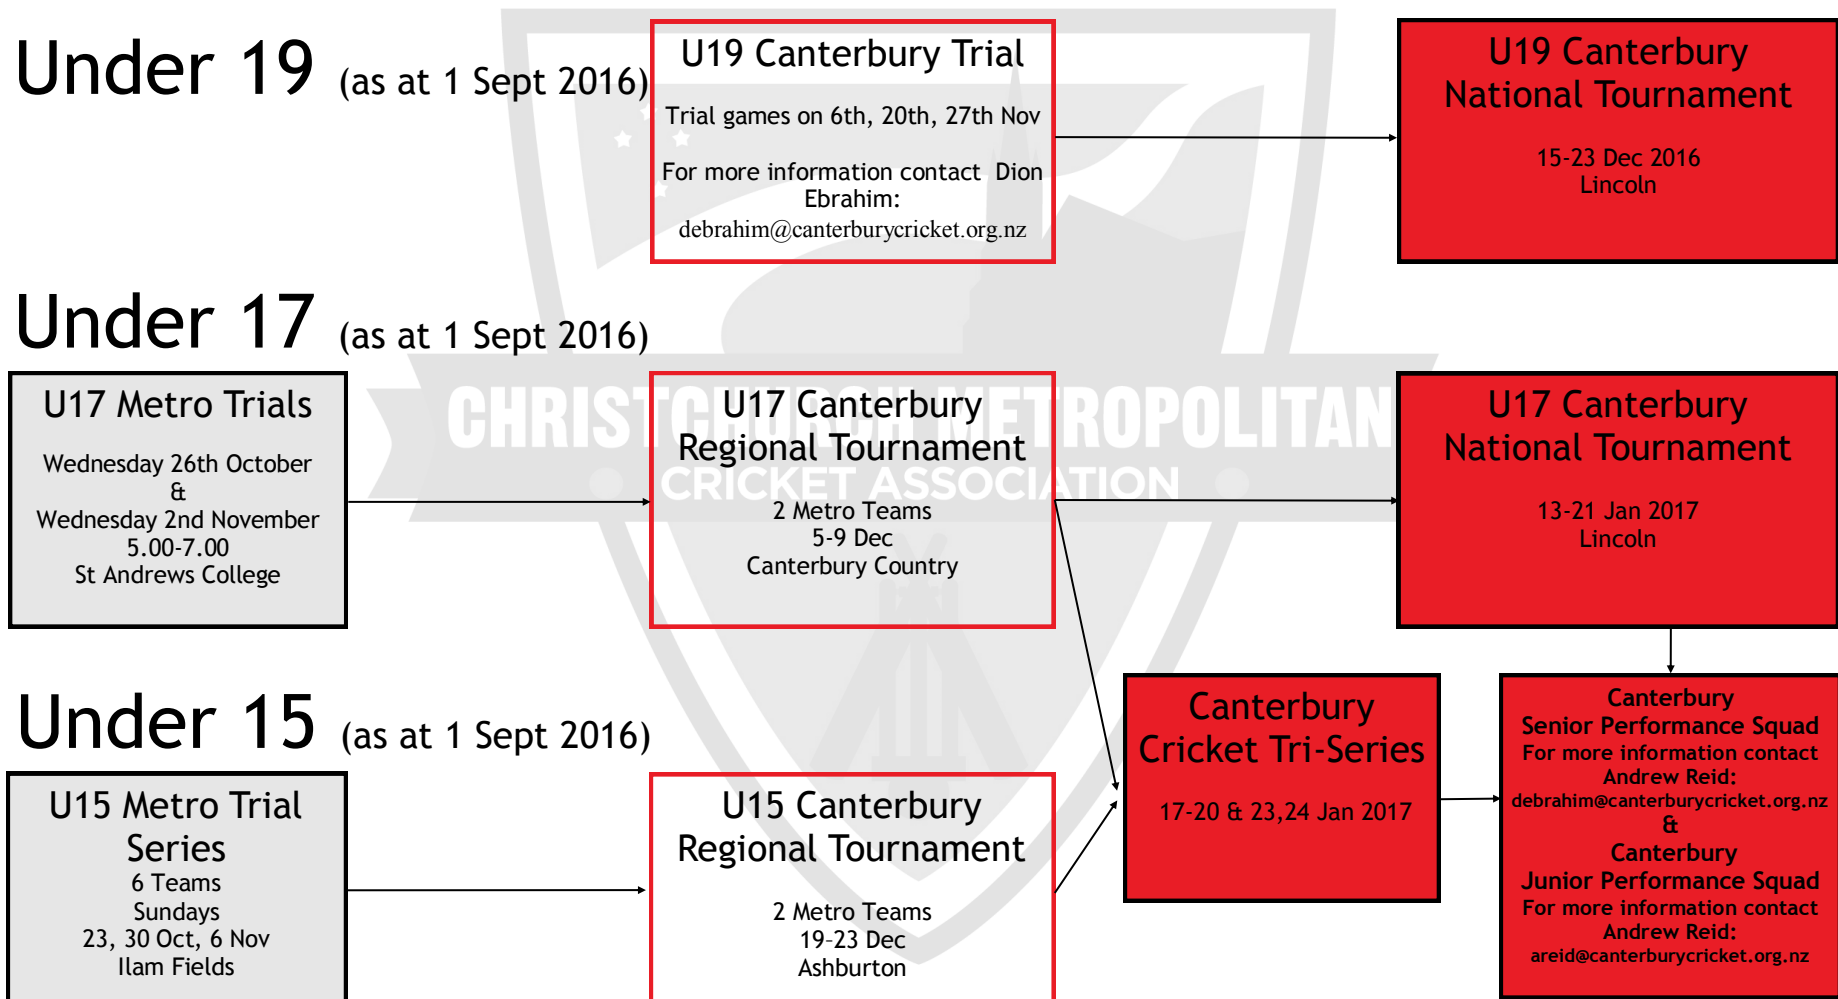 Under 19 (as at 1 Sept 2016)
U19 Canterbury Trial
Trial games on 6th, 20th, 27th Nov
For more information contact Dion
Ebrahim:
debrahim@canterburycricket.org.nz
U19 Canterbury
National Tournament
15-23 Dec 2016
Lincoln
Under 17 (as at 1 Sept 2016)
CHRISTCHURCH METROPOLITAN
CRICKET ASSOCIATION
U17 Metro Trials
Wednesday 26th October
&
Wednesday 2nd November
5.00-7.00
St Andrews College
U17 Canterbury
Regional Tournament
2 Metro Teams
5-9 Dec
Canterbury Country
U17 Canterbury
National Tournament
13-21 Jan 2017
Lincoln
Under 15 (as at 1 Sept 2016)
U15 Metro Trial
Series
6 Teams
Sundays
23, 30 Oct, 6 Nov
Ilam Fields
U15 Canterbury
Regional Tournament
2 Metro Teams
19-23 Dec
Ashburton
Canterbury
Cricket Tri-Series
17-20 & 23,24 Jan 2017
Canterbury
Senior Performance Squad
For more information contact
Andrew Reid:
debrahim@canterburycricket.org.nz
&
Canterbury
Junior Performance Squad
For more information contact
Andrew Reid:
areid@canterburycricket.org.nz